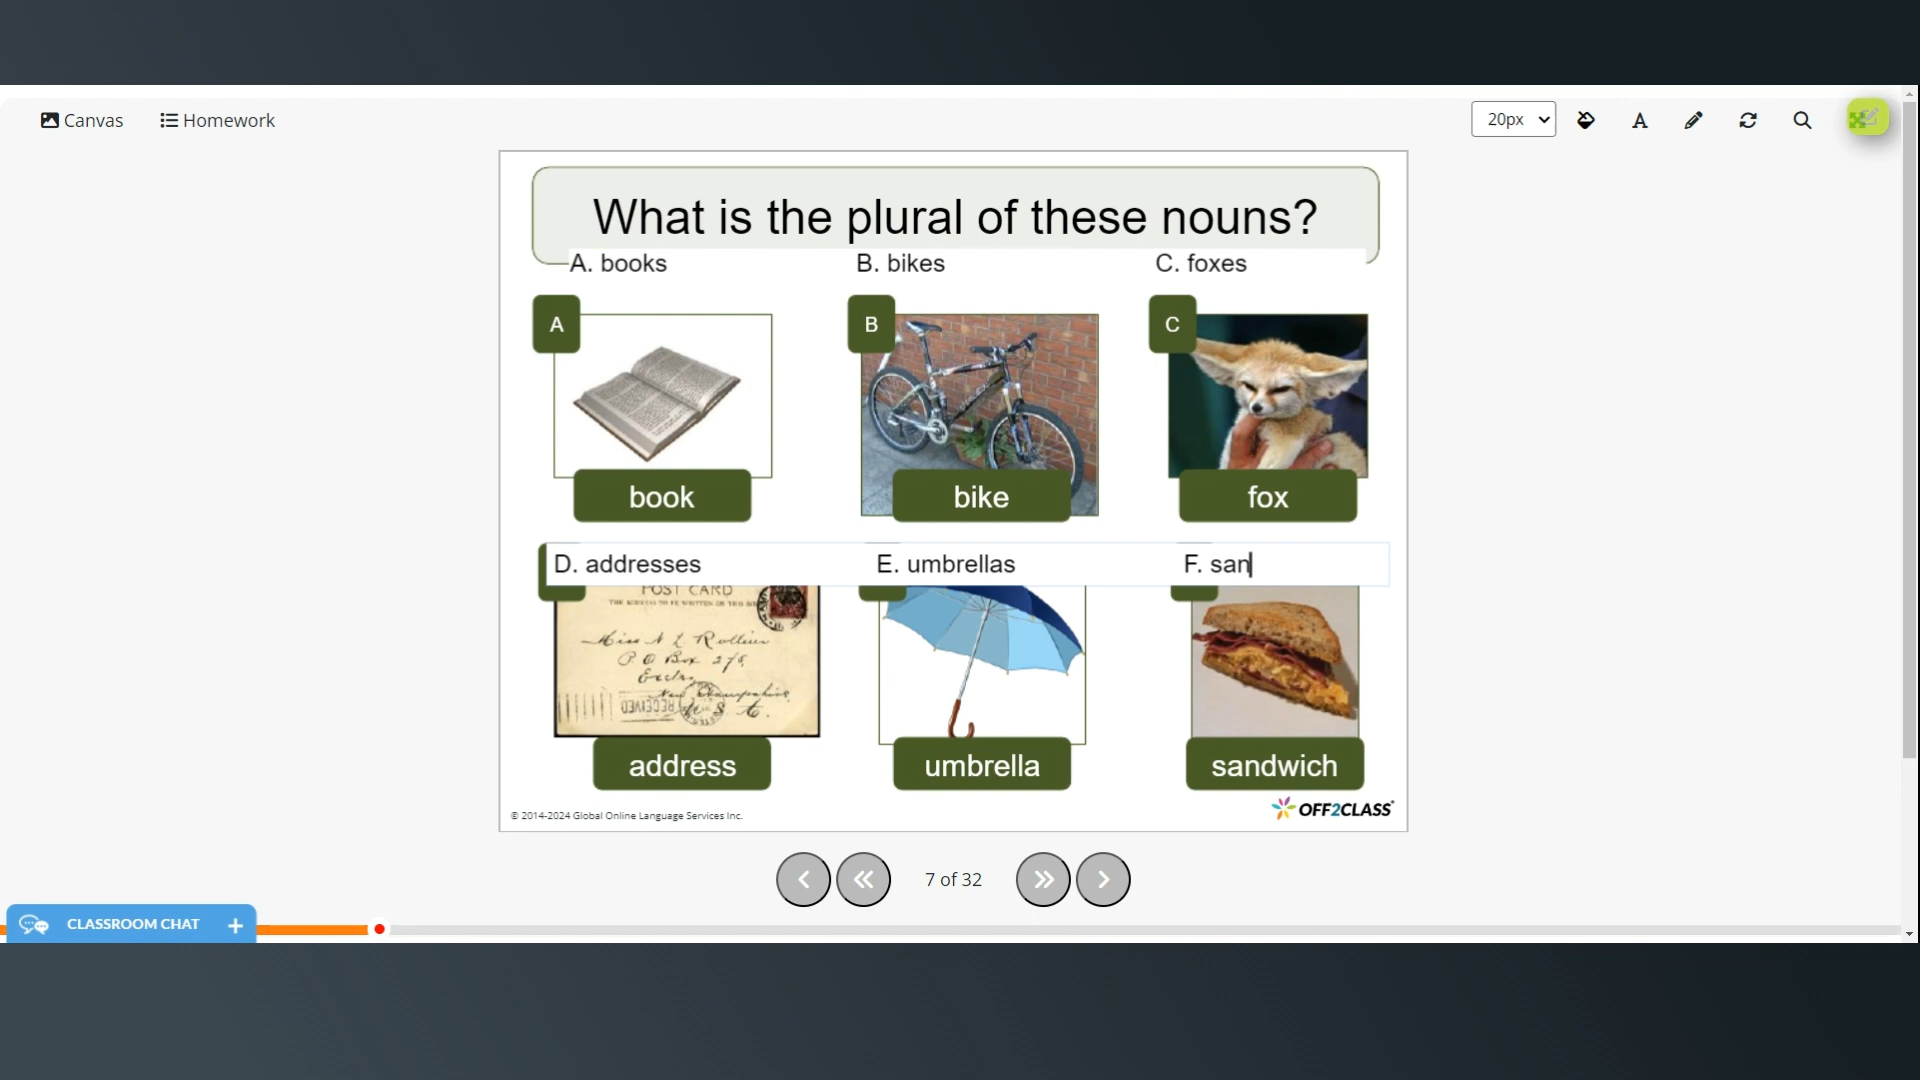 Canvas
Homework
20px
What is the plural of these nouns?
A. books B. bikes C. foxes
A
B
C
book
bike
fox
D. addresses E. umbrellas F. san
POST CARD
address
umbrella
sandwich
© 2014-2024 Global Online Language Services Inc.
OFF2CLASS
7 of 32
CLASSROOM CHAT +